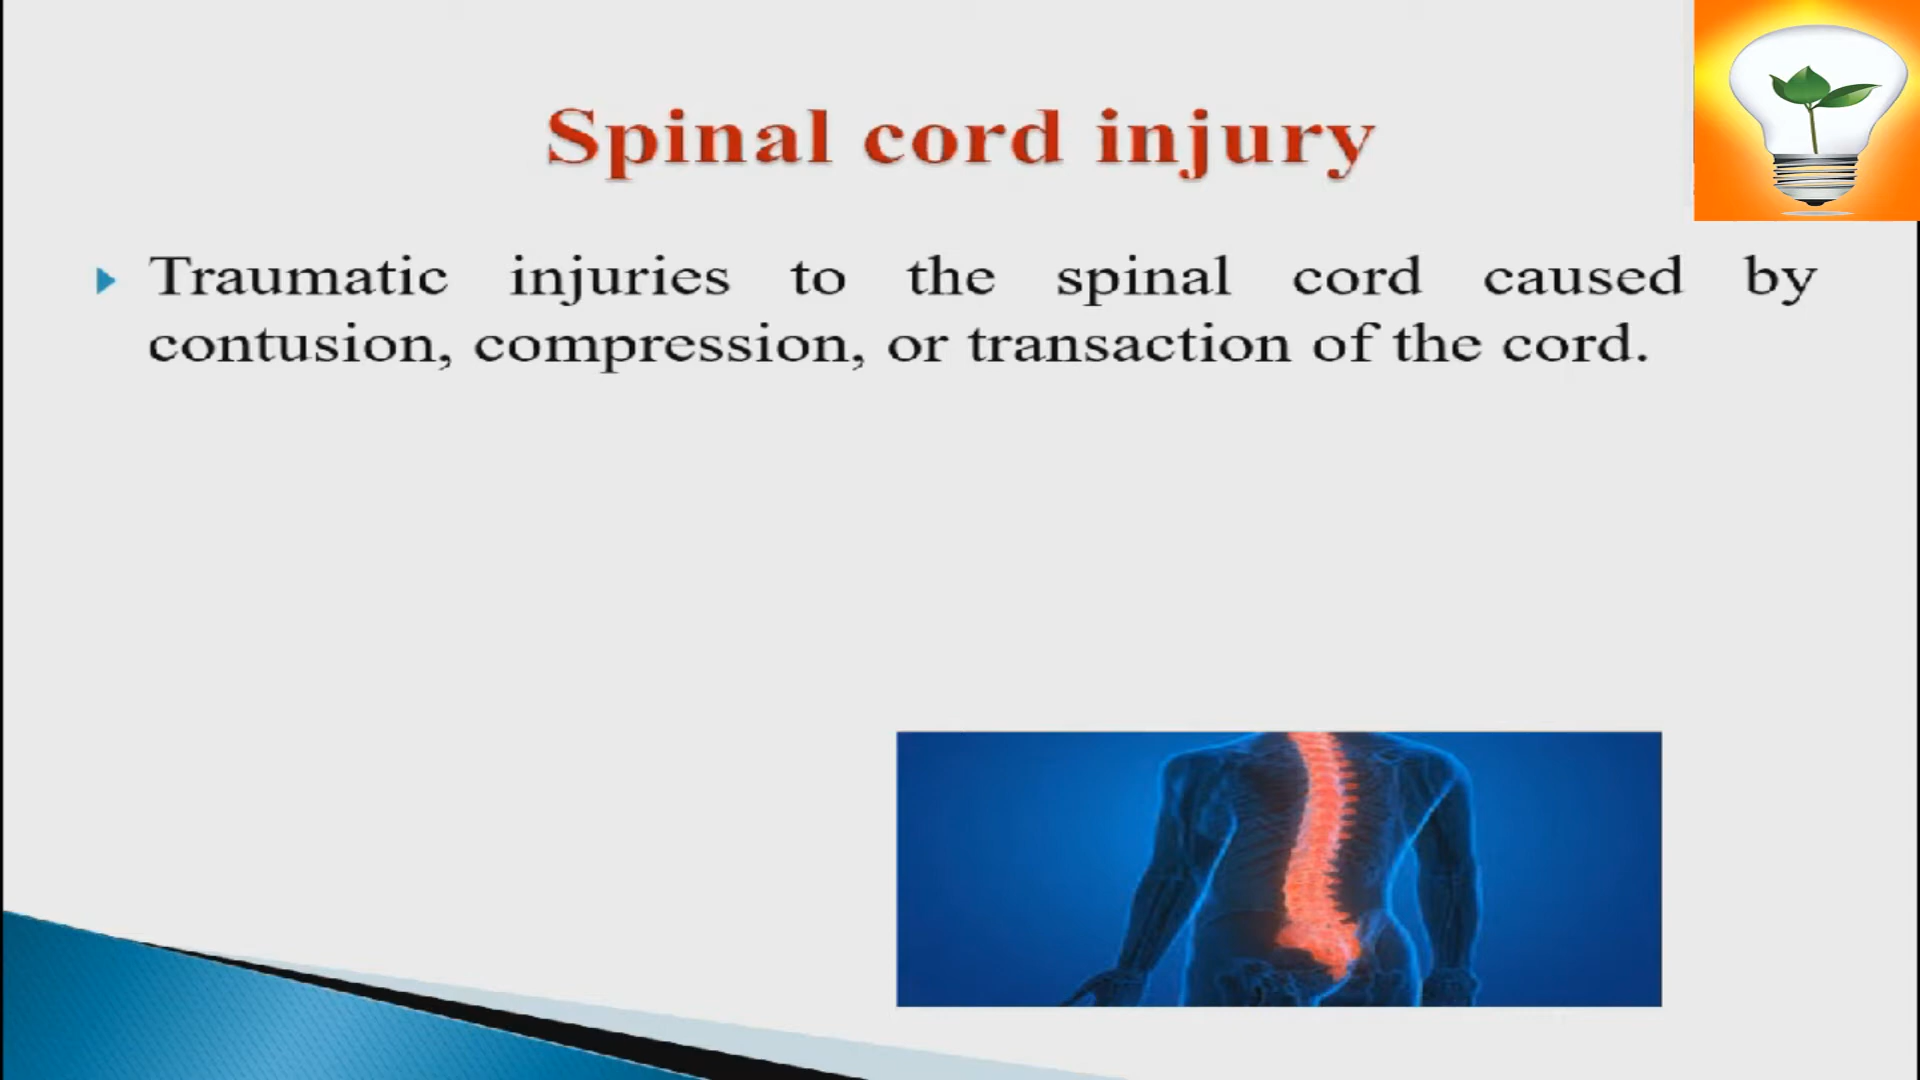 Spinal cord injury
Traumatic injuries to the spinal cord caused by
contusion, compression, or transaction of the cord.